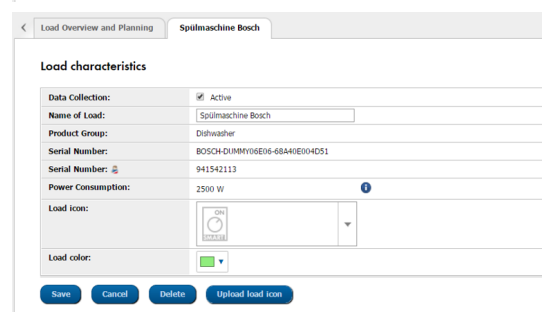 Load Overview and Planning
Spülmaschine Bosch
Load characteristics
Data Collection: Active
Name of Load: Spülmaschine Bosch
Product Group: Dishwasher
Serial Number: BOSCH-DUMMY06E06-68A40E004D51
Serial Number: 941542113
Power Consumption: 2500 W
Load icon: ON
Load color:
Save Cancel Delete Upload load icon